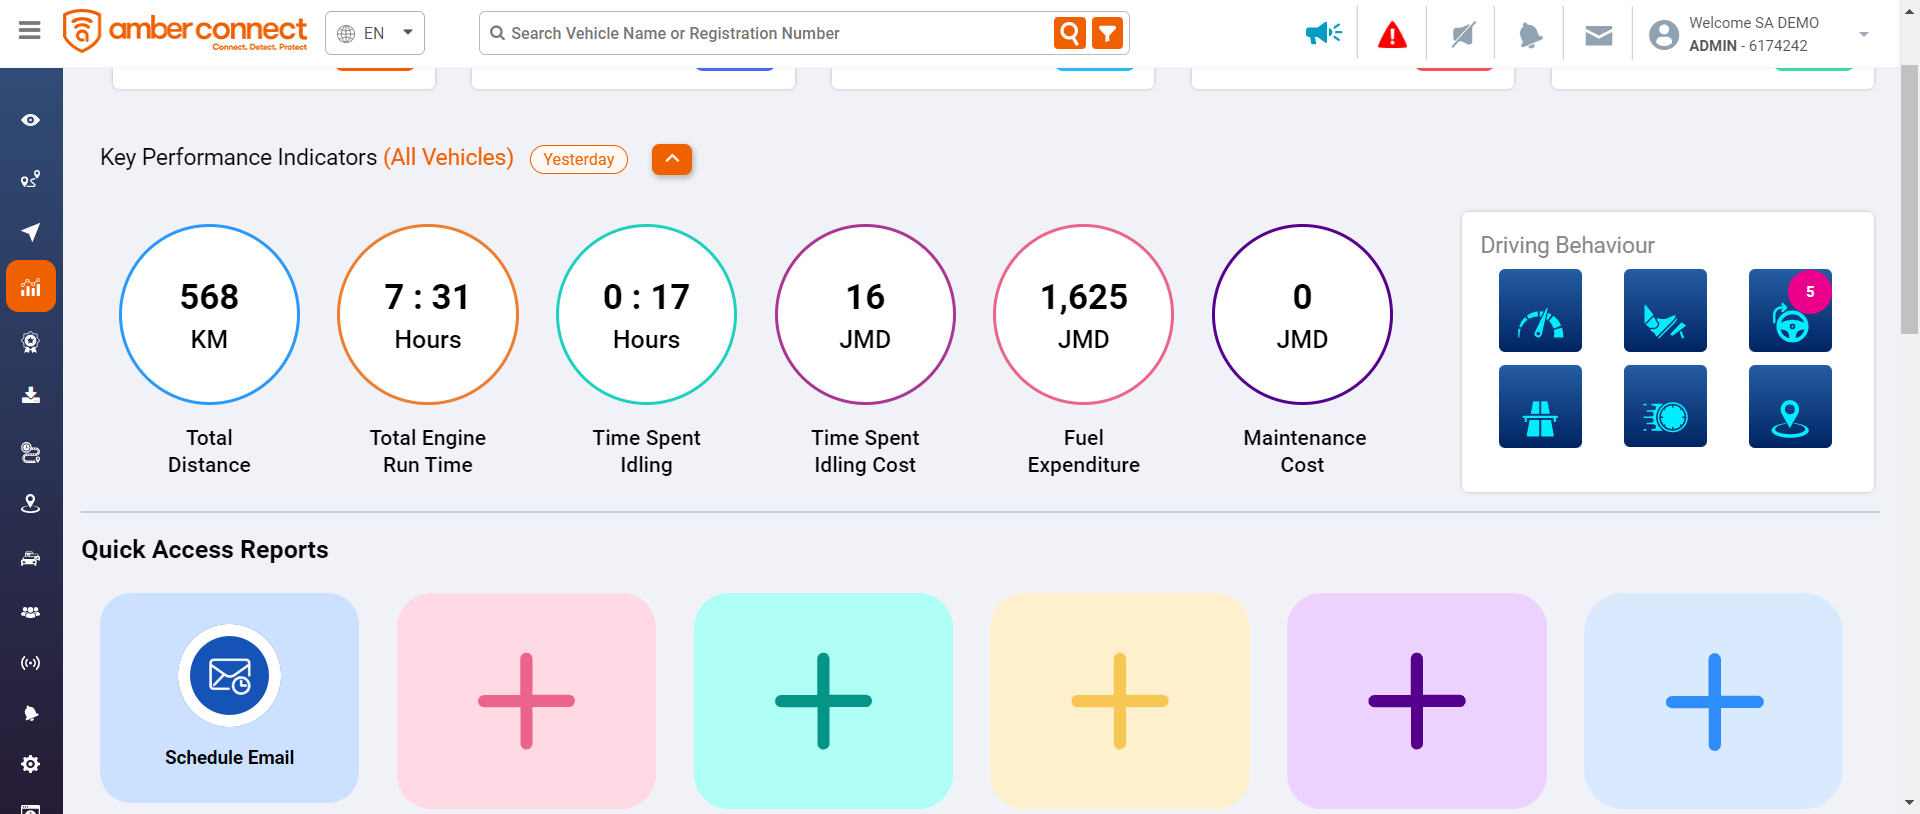 amber connect
Connect. Detect. Protect
EN
Search Vehicle Name or Registration Number
Welcome SA DEMO
ADMIN - 6174242
Key Performance Indicators (All Vehicles)
Yesterday
568
KM
Total
Distance
7 : 31
Hours
Total Engine
Run Time
0 : 17
Hours
Time Spent
Idling
16
JMD
Time Spent
Idling Cost
1,625
JMD
Fuel
Expenditure
0
JMD
Maintenance
Cost
Driving Behaviour
5
Quick Access Reports
Schedule Email